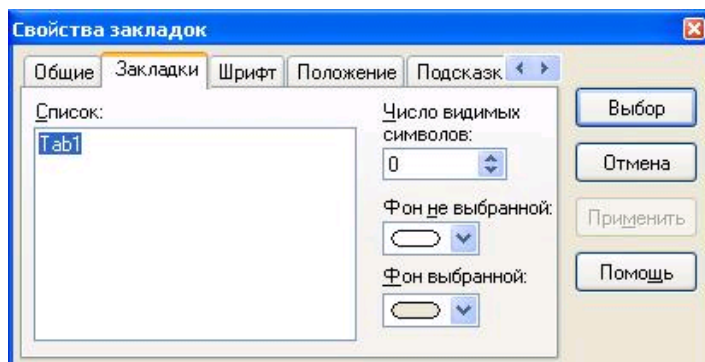 Свойства закладок
Общие Закладки Шрифт Положение Подсказк
Список:
Tab1
Число видимых
символов:
0
Фон не выбранной:
Фон выбранной:
Выбор
Отмена
Применить
Помощь